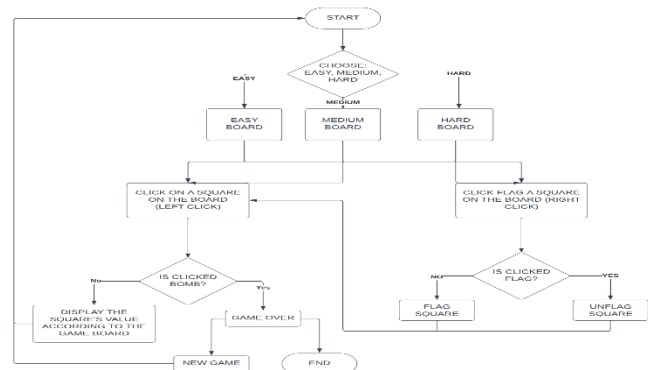 START
CHOOSE:
EASY, MEDIUM,
HARD
EASY
HARD
MEDIUM
EASY
BOARD
MEDIUM
BOARD
HARD
BOARD
CLICK ON A SQUARE
ON THE BOARD
(LEFT CLICK)
CLICK FLAG A SQUARE
ON THE BOARD (RIGHT
CLICK)
IS CLICKED
BOMB?
IS CLICKED
FLAG?
No
Yes
NO
YES
DISPLAY THE
SQUARE'S VALUE
ACCORDING TO THE
GAME BOARD
GAME OVER
FLAG
SQUARE
UNFLAG
SQUARE
NEW GAME
END